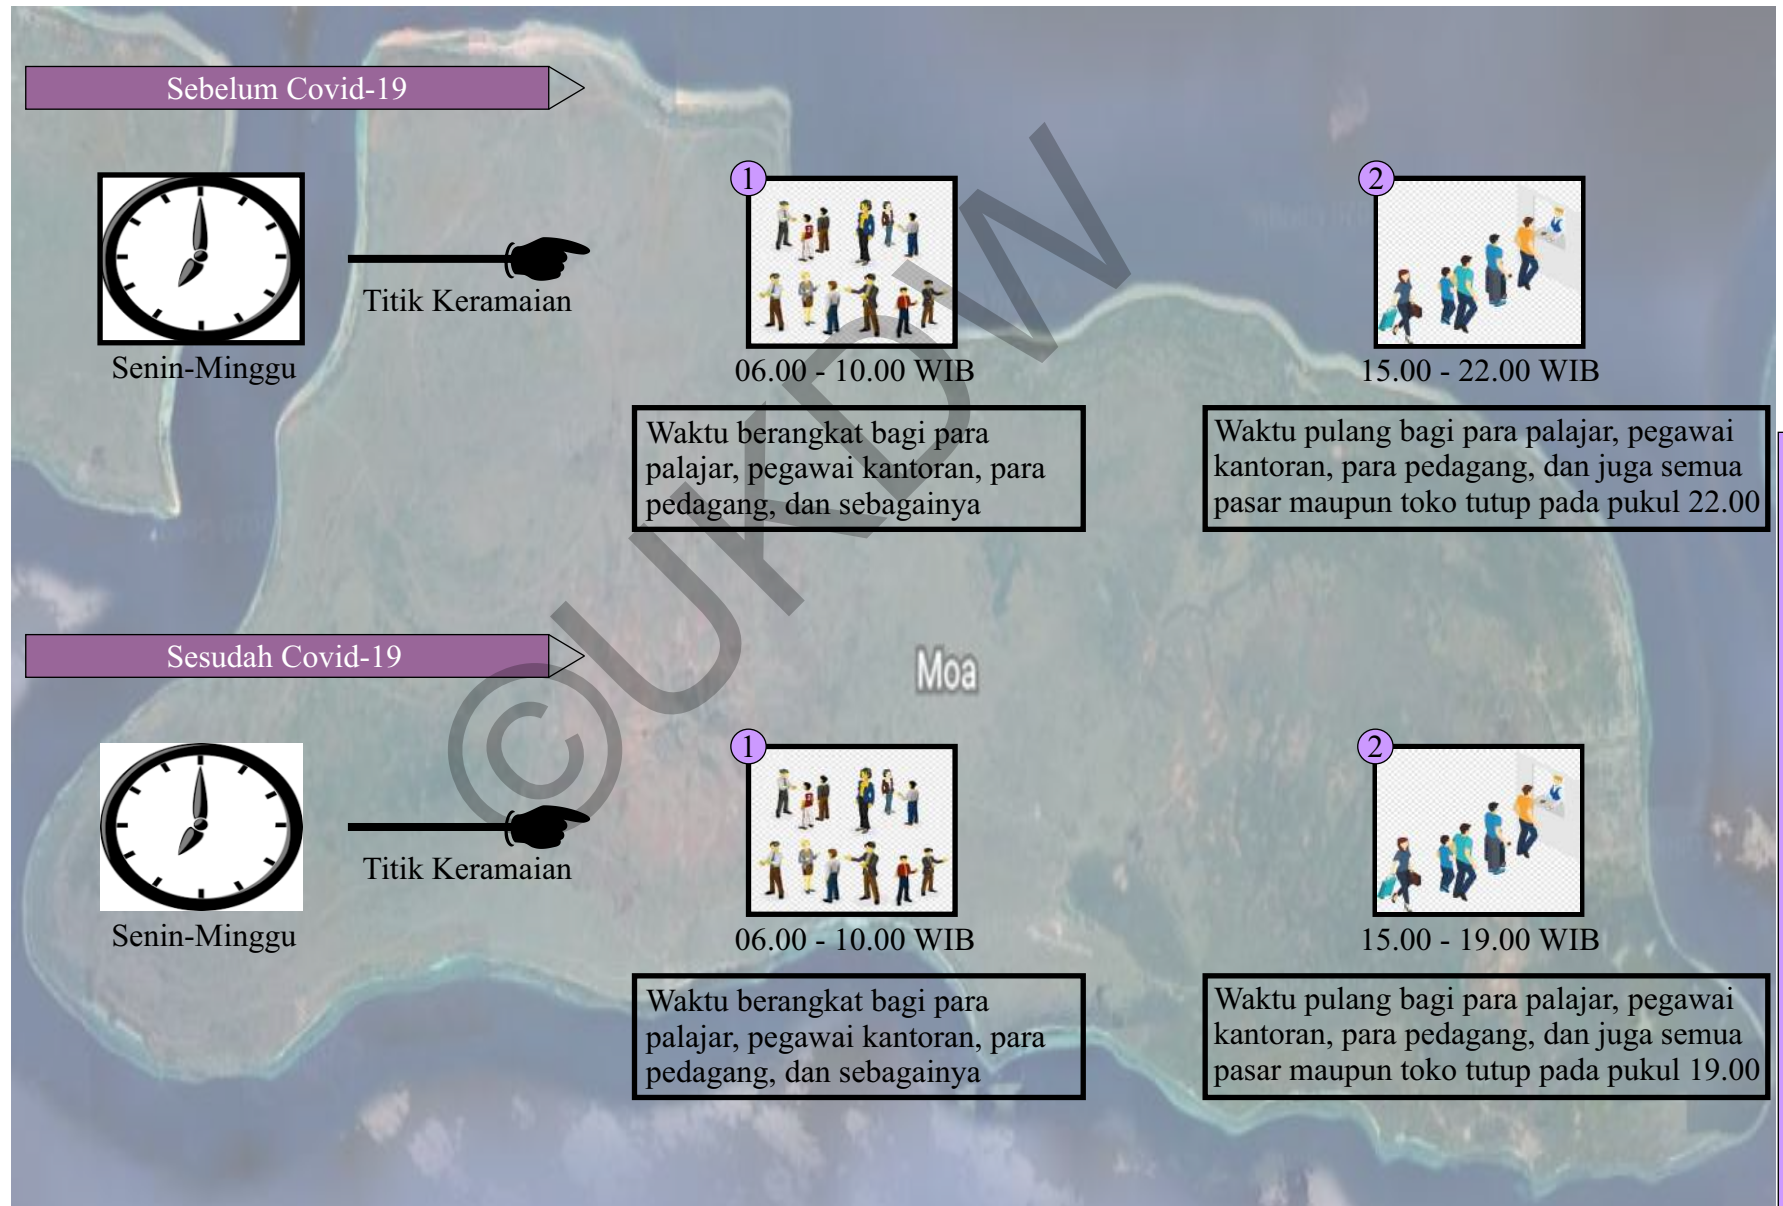 Sebelum Covid-19
1
2
Titik Keramaian
Senin-Minggu
06.00 - 10.00 WIB
15.00 - 22.00 WIB
Waktu berangkat bagi para
palajar, pegawai kantoran, para
pedagang, dan sebagainya
Waktu pulang bagi para palajar, pegawai
kantoran, para pedagang, dan juga semua
pasar maupun toko tutup pada pukul 22.00
©UKDW
Sesudah Covid-19
Moa
1
2
Titik Keramaian
Senin-Minggu
06.00 - 10.00 WIB
15.00 - 19.00 WIB
Waktu berangkat bagi para
palajar, pegawai kantoran, para
pedagang, dan sebagainya
Waktu pulang bagi para palajar, pegawai
kantoran, para pedagang, dan juga semua
pasar maupun toko tutup pada pukul 19.00